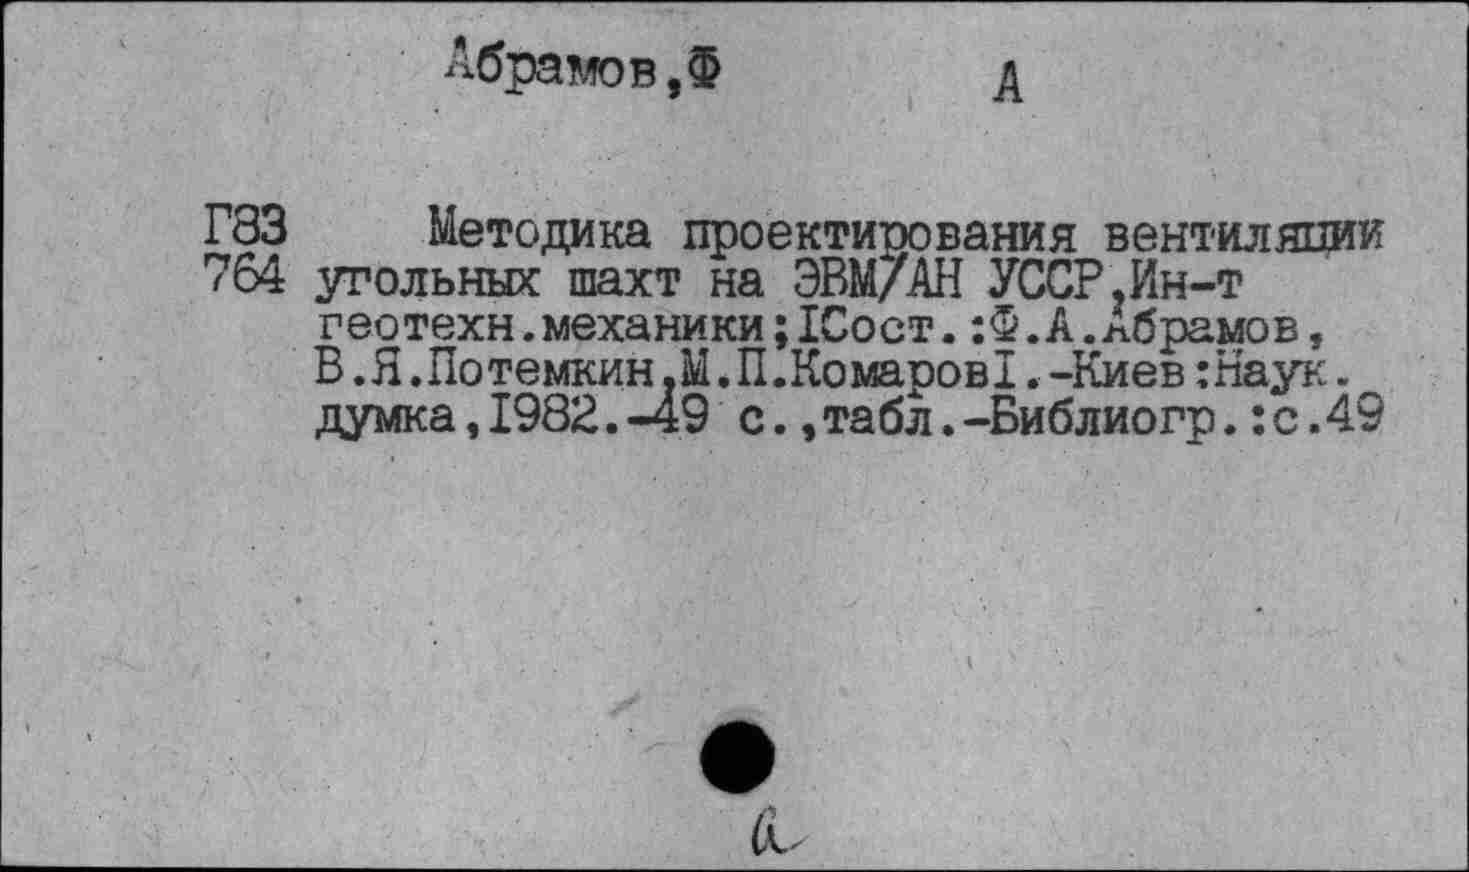 Абрамов,Ф А
Г83 Методика проектирования вентиляции
764 угольных шахт на ЭВМ/АН УССР,Ин-т
геотехн.механики;IСост.:Ф.А.Абрамов,
В.Я.Потемкин,М.П.КомаровI.-Киев:Наук.
думка,1982.-49 с.,табл.-Библиогр.:с.49